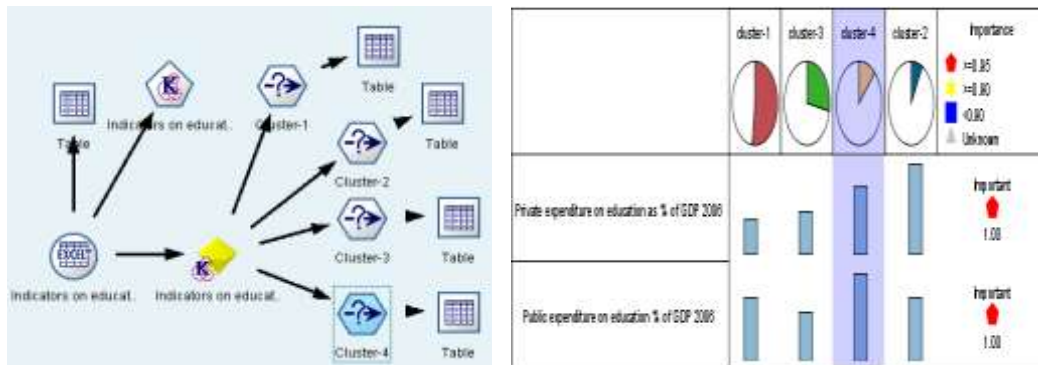 Table
Indicators on educat..
Cluster-1
Table
Cluster-2
Table
Cluster-3
Table
EXCEL
Indicators on educat..
Indicators on educat..
Cluster-4
Table
cluster-1
cluster-3
cluster-4
cluster-2
Importance
>=0.95
>=0.90
<0.90
Unknown
Private expenditure on education as % of GDP 2006
Important
1.00
Public expenditure on education % of GDP 2006
Important
1.00